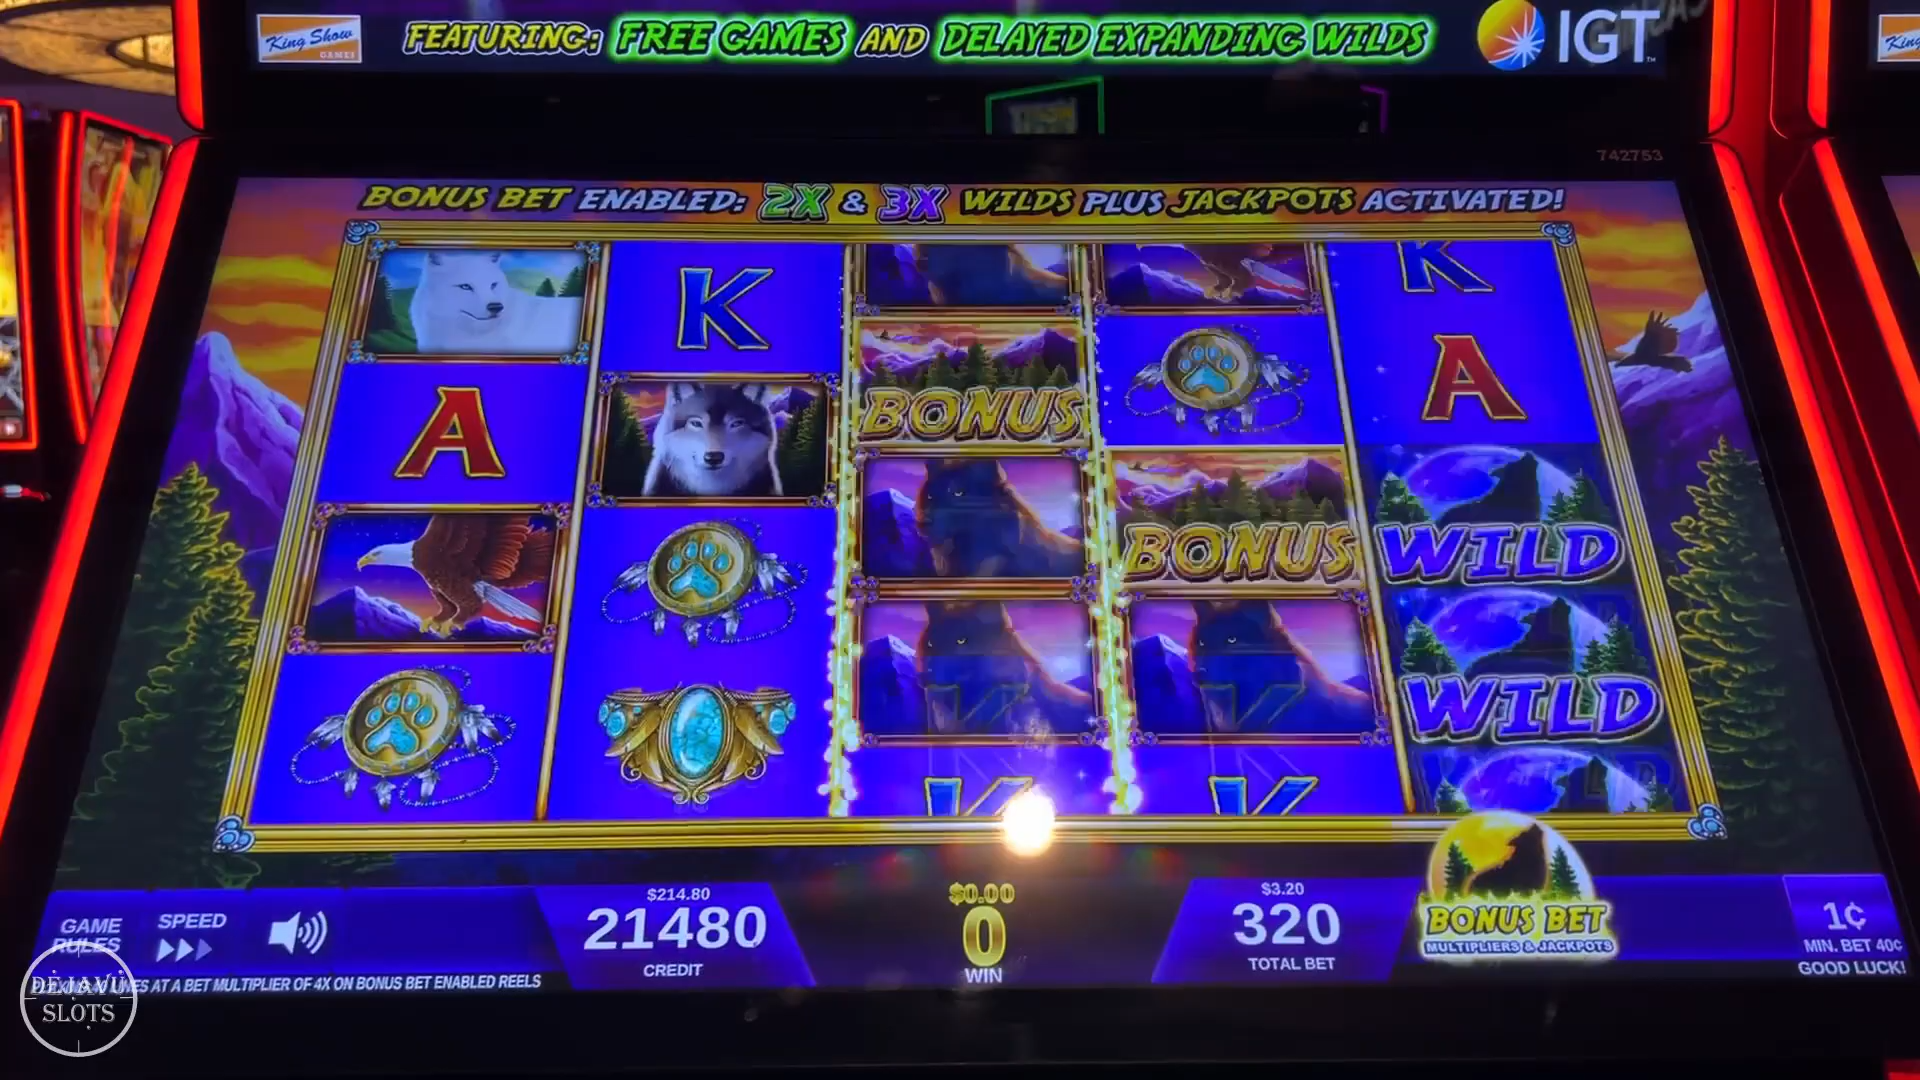 King Show
GAMES
FEATURING: FREE GAMES AND DELAYED EXPANDING WILDS
IGT
King
742753
BONUS BET ENABLED: 2X & 3X WILDS PLUS JACKPOTS ACTIVATED!
K
K
A
BONUS
A
BONUS
WILD
WILD
GAME RULES
SPEED
$214.80
21480
CREDIT
$0.00
0
WIN
$3.20
320
TOTAL BET
BONUS BET
MULTIPLIERS & JACKPOTS
1¢
MIN. BET 40¢
GOOD LUCK!
AT A BET MULTIPLIER OF 4X ON BONUS BET ENABLED REELS
DEJAVU
SLOTS